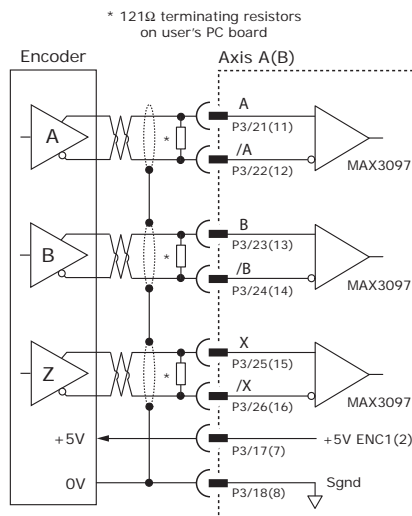 * 121Ω terminating resistors
on user's PC board
Encoder
Axis A(B)
A
*
A
P3/21(11)
/A
P3/22(12)
MAX3097
B
*
B
P3/23(13)
/B
P3/24(14)
MAX3097
Z
*
X
P3/25(15)
/X
P3/26(16)
MAX3097
+5V
P3/17(7)
+5V ENC1(2)
0V
P3/18(8)
Sgnd